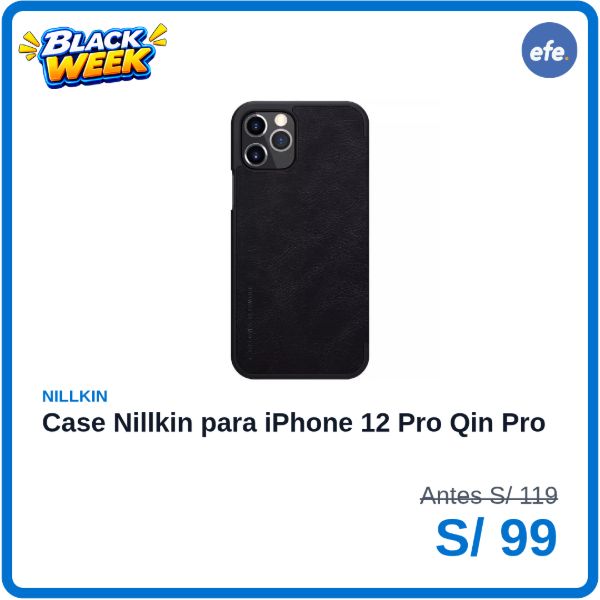 BLACK
WEEK
efe.
NILLKIN
Case Nillkin para iPhone 12 Pro Qin Pro
Antes S/ 119
S/ 99